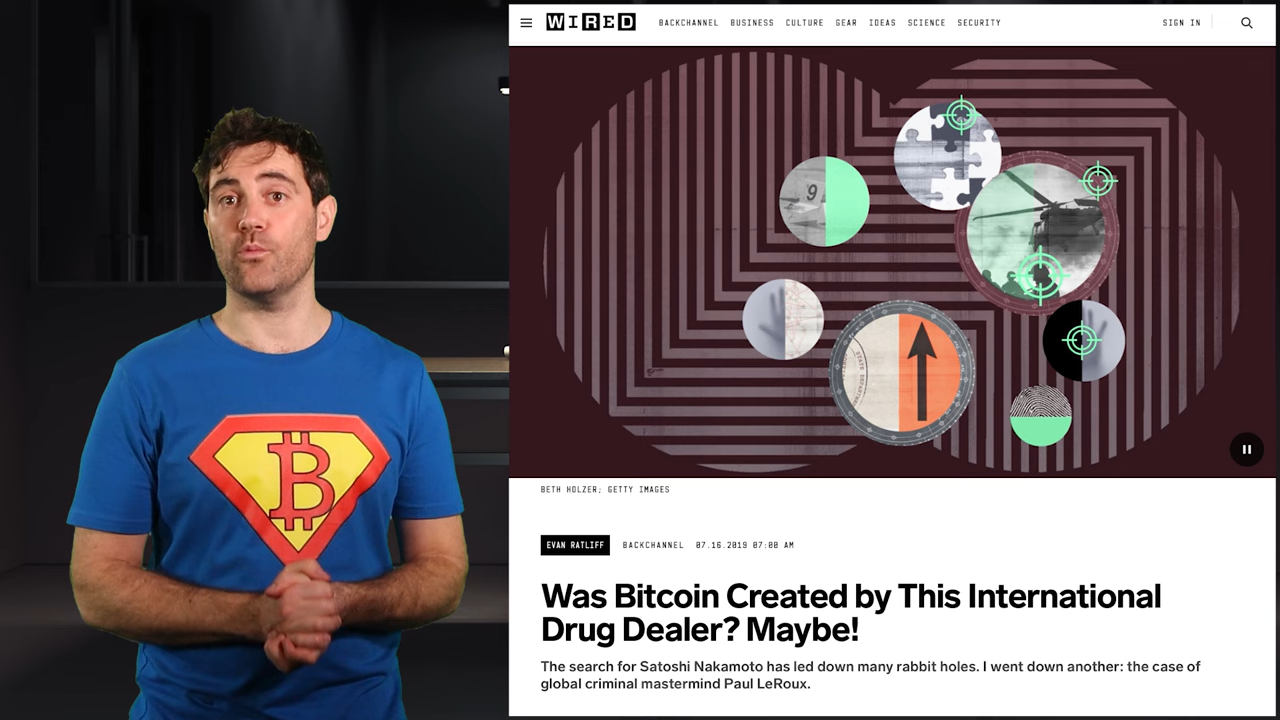 WIRED
BACKCHANNEL BUSINESS CULTURE GEAR IDEAS SCIENCE SECURITY
SIGN IN
9
B
BETH HOLZER; GETTY IMAGES
EVAN RATLIFF BACKCHANNEL 07.16.2019 07:00 AM
Was Bitcoin Created by This International
Drug Dealer? Maybe!
The search for Satoshi Nakamoto has led down many rabbit holes. I went down another: the case of
global criminal mastermind Paul LeRoux.